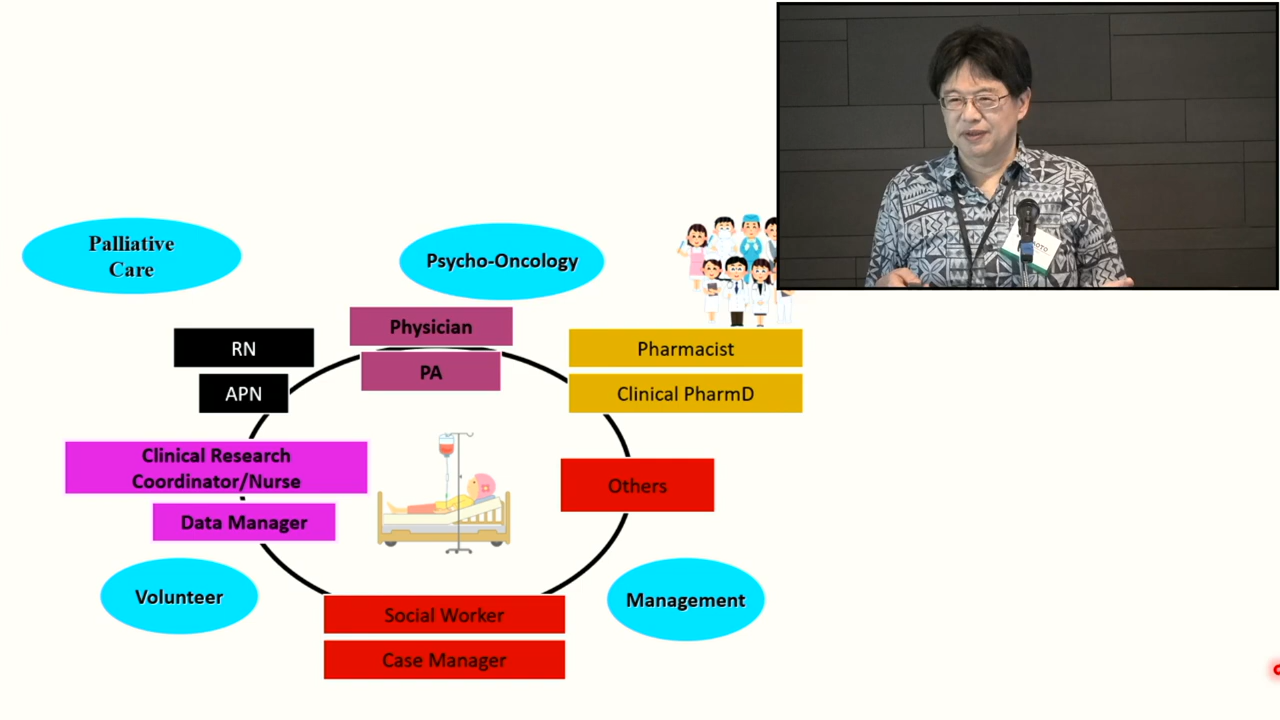 Palliative
Care
Psycho-Oncology
Physician
PA
RN
APN
Pharmacist
Clinical PharmD
Clinical Research
Coordinator/Nurse
Data Manager
Others
Volunteer
Management
Social Worker
Case Manager